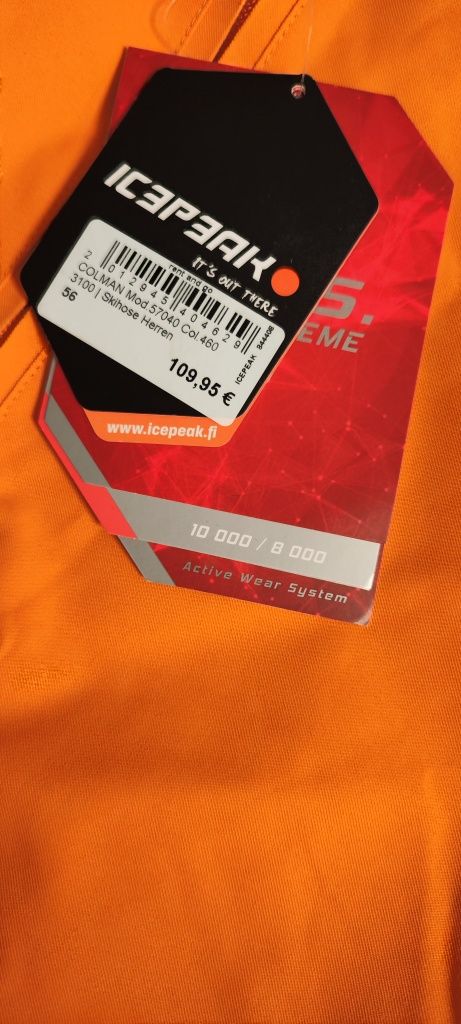 ICEPEAK
IT'S OUT THERE
rent and go
2 012945 404629
COLMAN Mod.57040 Col.460
3100 | Skihose Herren
56
109,95 €
ICEPEAK 844408
www.icepeak.fi
S.
EME
10 000 / 8 000
Active Wear System